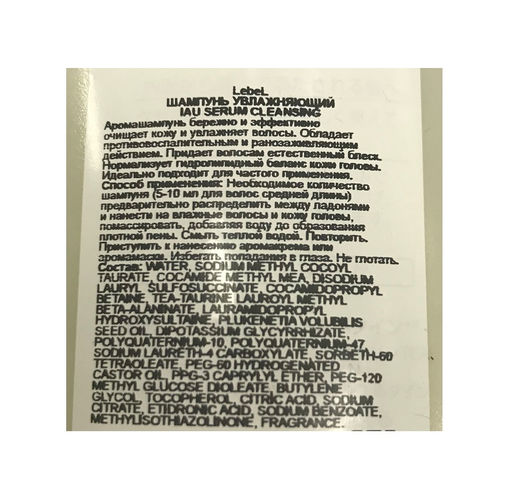 LebeL
ШАМПУНЬ УВЛАЖНЯЮЩИЙ
IAU SERUM CLEANSING
Аромашампунь бережно и эффективно
очищает кожу и увлажняет волосы. Обладает
противовоспалительным и ранозаживляющим
действием. Придает волосам естественный блеск.
Нормализует гидролипидный баланс кожи головы.
Идеально подходит для частого применения.
Способ применения: Необходимое количество
шампуня (5-10 мл для волос средней длины)
предварительно распределить между ладонями
и нанести на влажные волосы и кожу головы,
помассировать, добавляя воду до образования
плотной пены. Смыть теплой водой. Повторить.
Приступить к нанесению аромакрема или
аромамаски. Избегать попадания в глаза. Не глотать.
Состав: WATER, SODIUM METHYL COCOYL
TAURATE, COCAMIDE METHYL MEA, DISODIUM
LAURYL SULFOSUCCINATE, COCAMIDOPROPYL
BETAINE, TEA-TAURINE LAUROYL METHYL
BETA-ALANINATE, LAURAMIDOPROPYL
HYDROXYSULTAINE, PLUKENETIA VOLUBILIS
SEED OIL, DIPOTASSIUM GLYCYRRHIZATE,
POLYQUATERNIUM-10, POLYQUATERNIUM-47,
SODIUM LAURETH-4 CARBOXYLATE, SORBETH-60
TETRAOLEATE, PEG-60 HYDROGENATED
CASTOR OIL, PPG-3 CAPRYLYL ETHER, PEG-120
METHYL GLUCOSE DIOLEATE, BUTYLENE
GLYCOL, TOCOPHEROL, CITRIC ACID, SODIUM
CITRATE, ETIDRONIC ACID, SODIUM BENZOATE,
METHYLISOTHIAZOLINONE, FRAGRANCE.